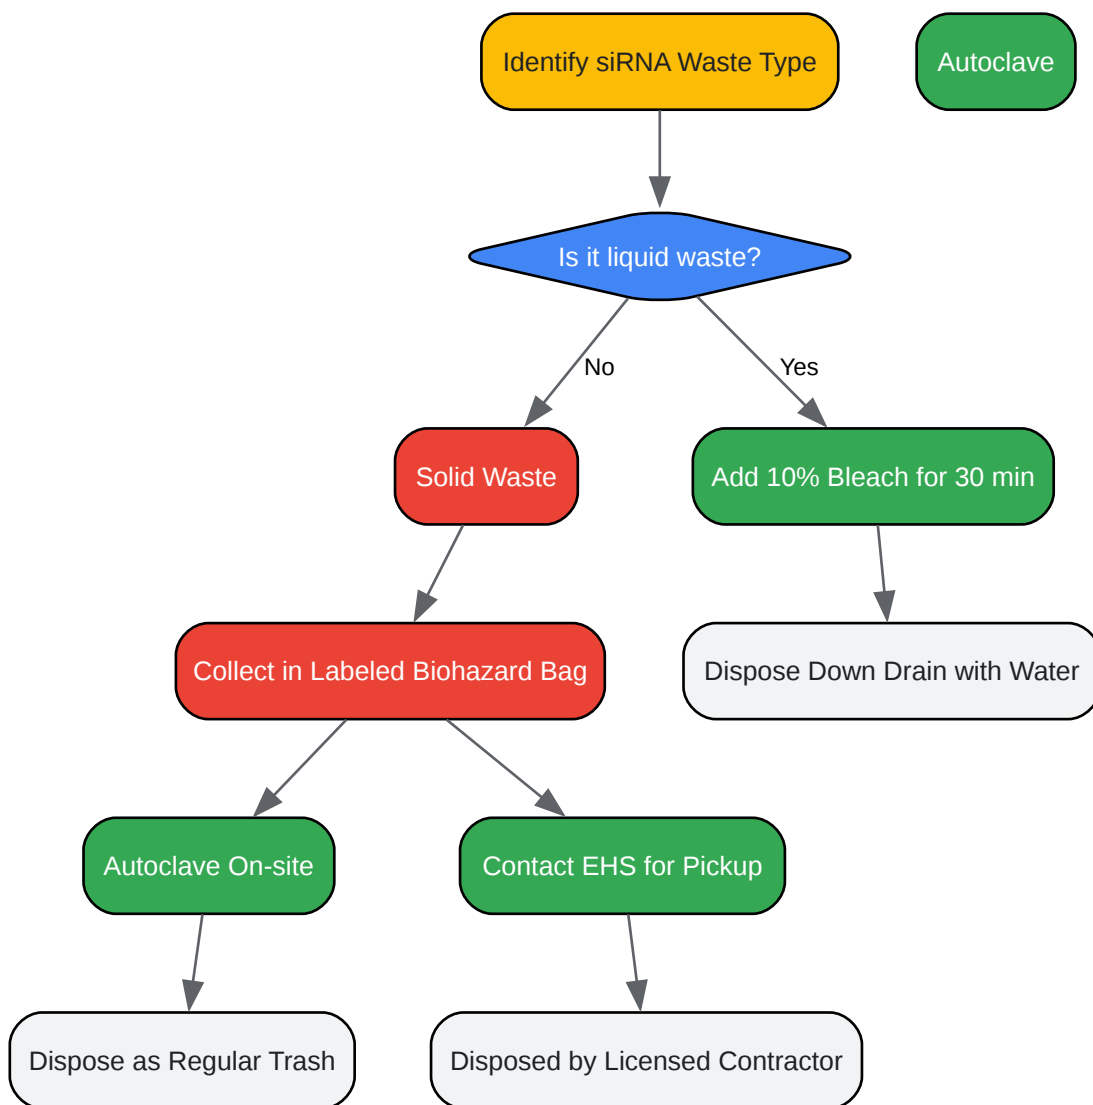 Identify siRNA Waste Type
Autoclave
Is it liquid waste?
No
Yes
Solid Waste
Add 10% Bleach for 30 min
Collect in Labeled Biohazard Bag
Dispose Down Drain with Water
Autoclave On-site
Contact EHS for Pickup
Dispose as Regular Trash
Disposed by Licensed Contractor